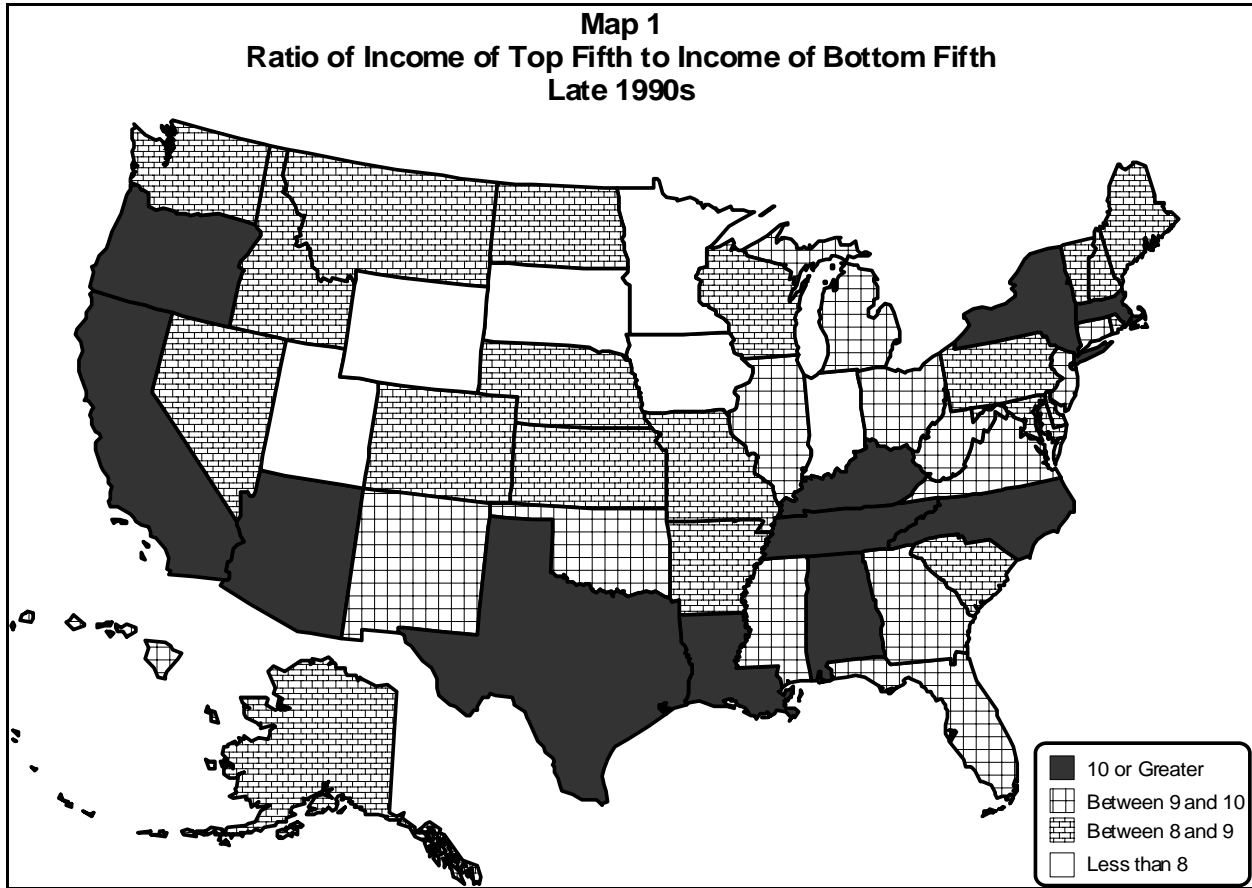 Map 1
Ratio of Income of Top Fifth to Income of Bottom Fifth
Late 1990s
10 or Greater
Between 9 and 10
Between 8 and 9
Less than 8